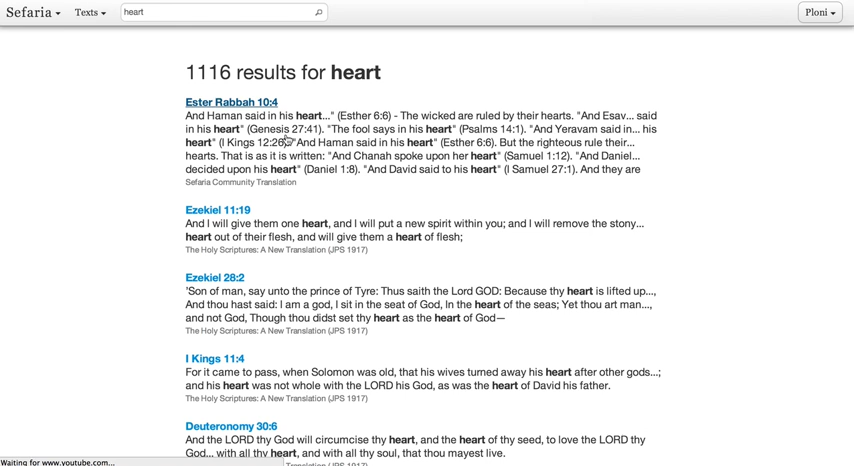 Sefaria Texts heart Ploni
1116 results for heart
Ester Rabbah 10:4
And Haman said in his heart..." (Esther 6:6) - The wicked are ruled by their hearts. "And Esav... said
in his heart" (Genesis 27:41). "The fool says in his heart" (Psalms 14:1). "And Yeravam said in... his
heart" (I Kings 12:26). "And Haman said in his heart" (Esther 6:6). But the righteous rule their...
hearts. That is as it is written: "And Chanah spoke upon her heart" (Samuel 1:12). "And Daniel...
decided upon his heart" (Daniel 1:8). "And David said to his heart" (I Samuel 27:1). And they are
Sefaria Community Translation
Ezekiel 11:19
And I will give them one heart, and I will put a new spirit within you; and I will remove the stony...
heart out of their flesh, and will give them a heart of flesh;
The Holy Scriptures: A New Translation (JPS 1917)
Ezekiel 28:2
'Son of man, say unto the prince of Tyre: Thus saith the Lord GOD: Because thy heart is lifted up...,
And thou hast said: I am a god, I sit in the seat of God, In the heart of the seas; Yet thou art man...,
and not God, Though thou didst set thy heart as the heart of God—
The Holy Scriptures: A New Translation (JPS 1917)
I Kings 11:4
For it came to pass, when Solomon was old, that his wives turned away his heart after other gods...;
and his heart was not whole with the LORD his God, as was the heart of David his father.
The Holy Scriptures: A New Translation (JPS 1917)
Deuteronomy 30:6
And the LORD thy God will circumcise thy heart, and the heart of thy seed, to love the LORD thy
God... with all thy heart, and with all thy soul, that thou mayest live.
Waiting for www.youtube.com...
Translation (JPS 1917)